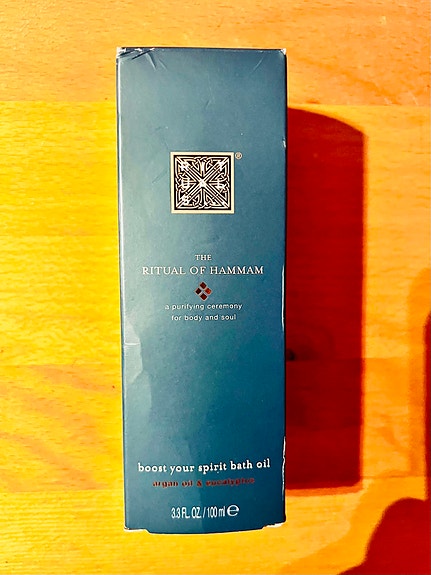 ®
THE
RITUAL OF HAMMAM
a purifying ceremony
for body and soul
boost your spirit bath oil
argan oil & eucalyptus
3.3 FL. OZ. / 100 ml ℮